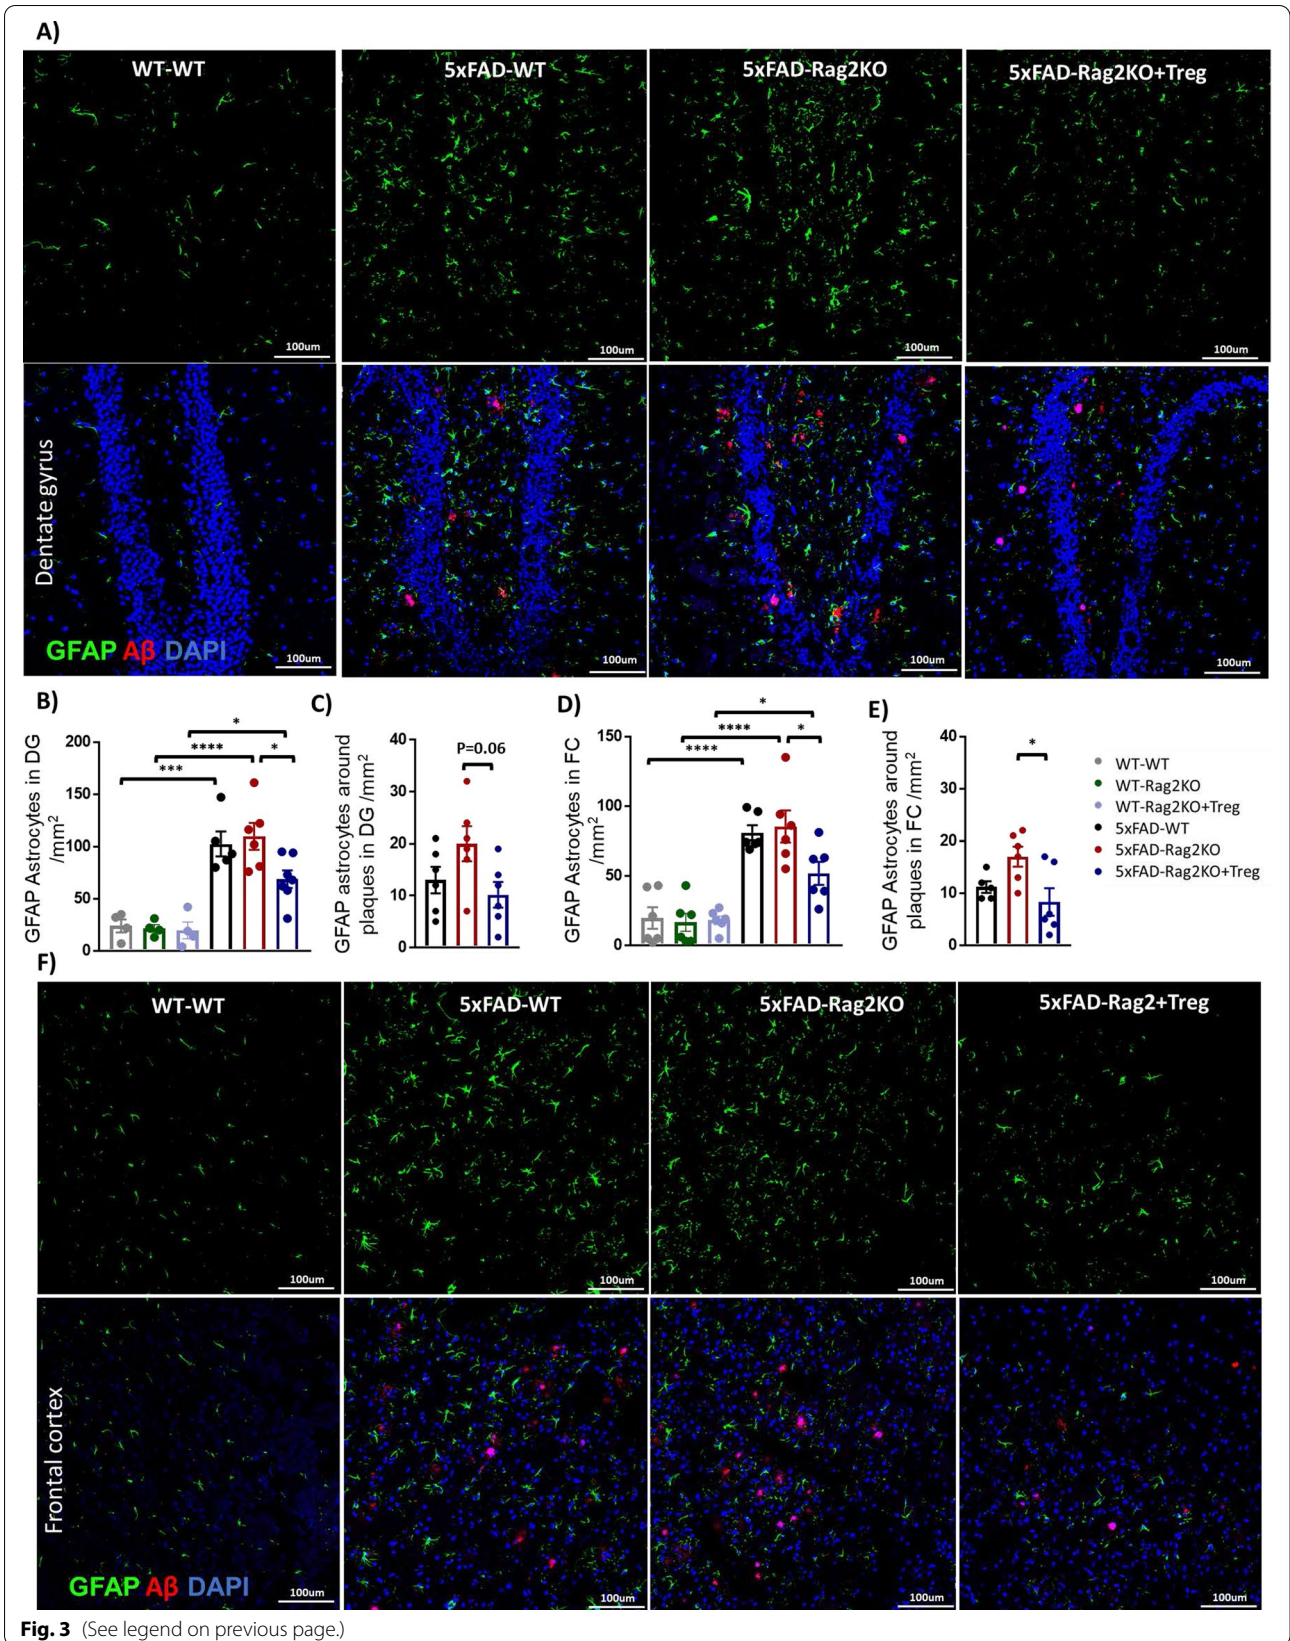 A)
WT-WT
5xFAD-WT
5xFAD-Rag2KO
5xFAD-Rag2KO+Treg
100um
100um
100um
100um
Dentate gyrus
GFAP Aβ DAPI
100um
100um
100um
100um
B)
GFAP Astrocytes in DG
/mm2
200
150
100
50
0
***
****
*
*
C)
GFAP astrocytes around
plaques in DG /mm2
40
30
20
10
0
P=0.06
D)
GFAP Astrocytes in FC
/mm2
150
100
50
0
****
****
*
*
E)
GFAP Astrocytes around
plaques in FC /mm2
40
30
20
10
0
*
WT-WT
WT-Rag2KO
WT-Rag2KO+Treg
5xFAD-WT
5xFAD-Rag2KO
5xFAD-Rag2KO+Treg
F)
WT-WT
5xFAD-WT
5xFAD-Rag2KO
5xFAD-Rag2+Treg
100um
100um
100um
100um
Frontal cortex
GFAP Aβ DAPI
100um
100um
100um
100um
Fig. 3 (See legend on previous page.)